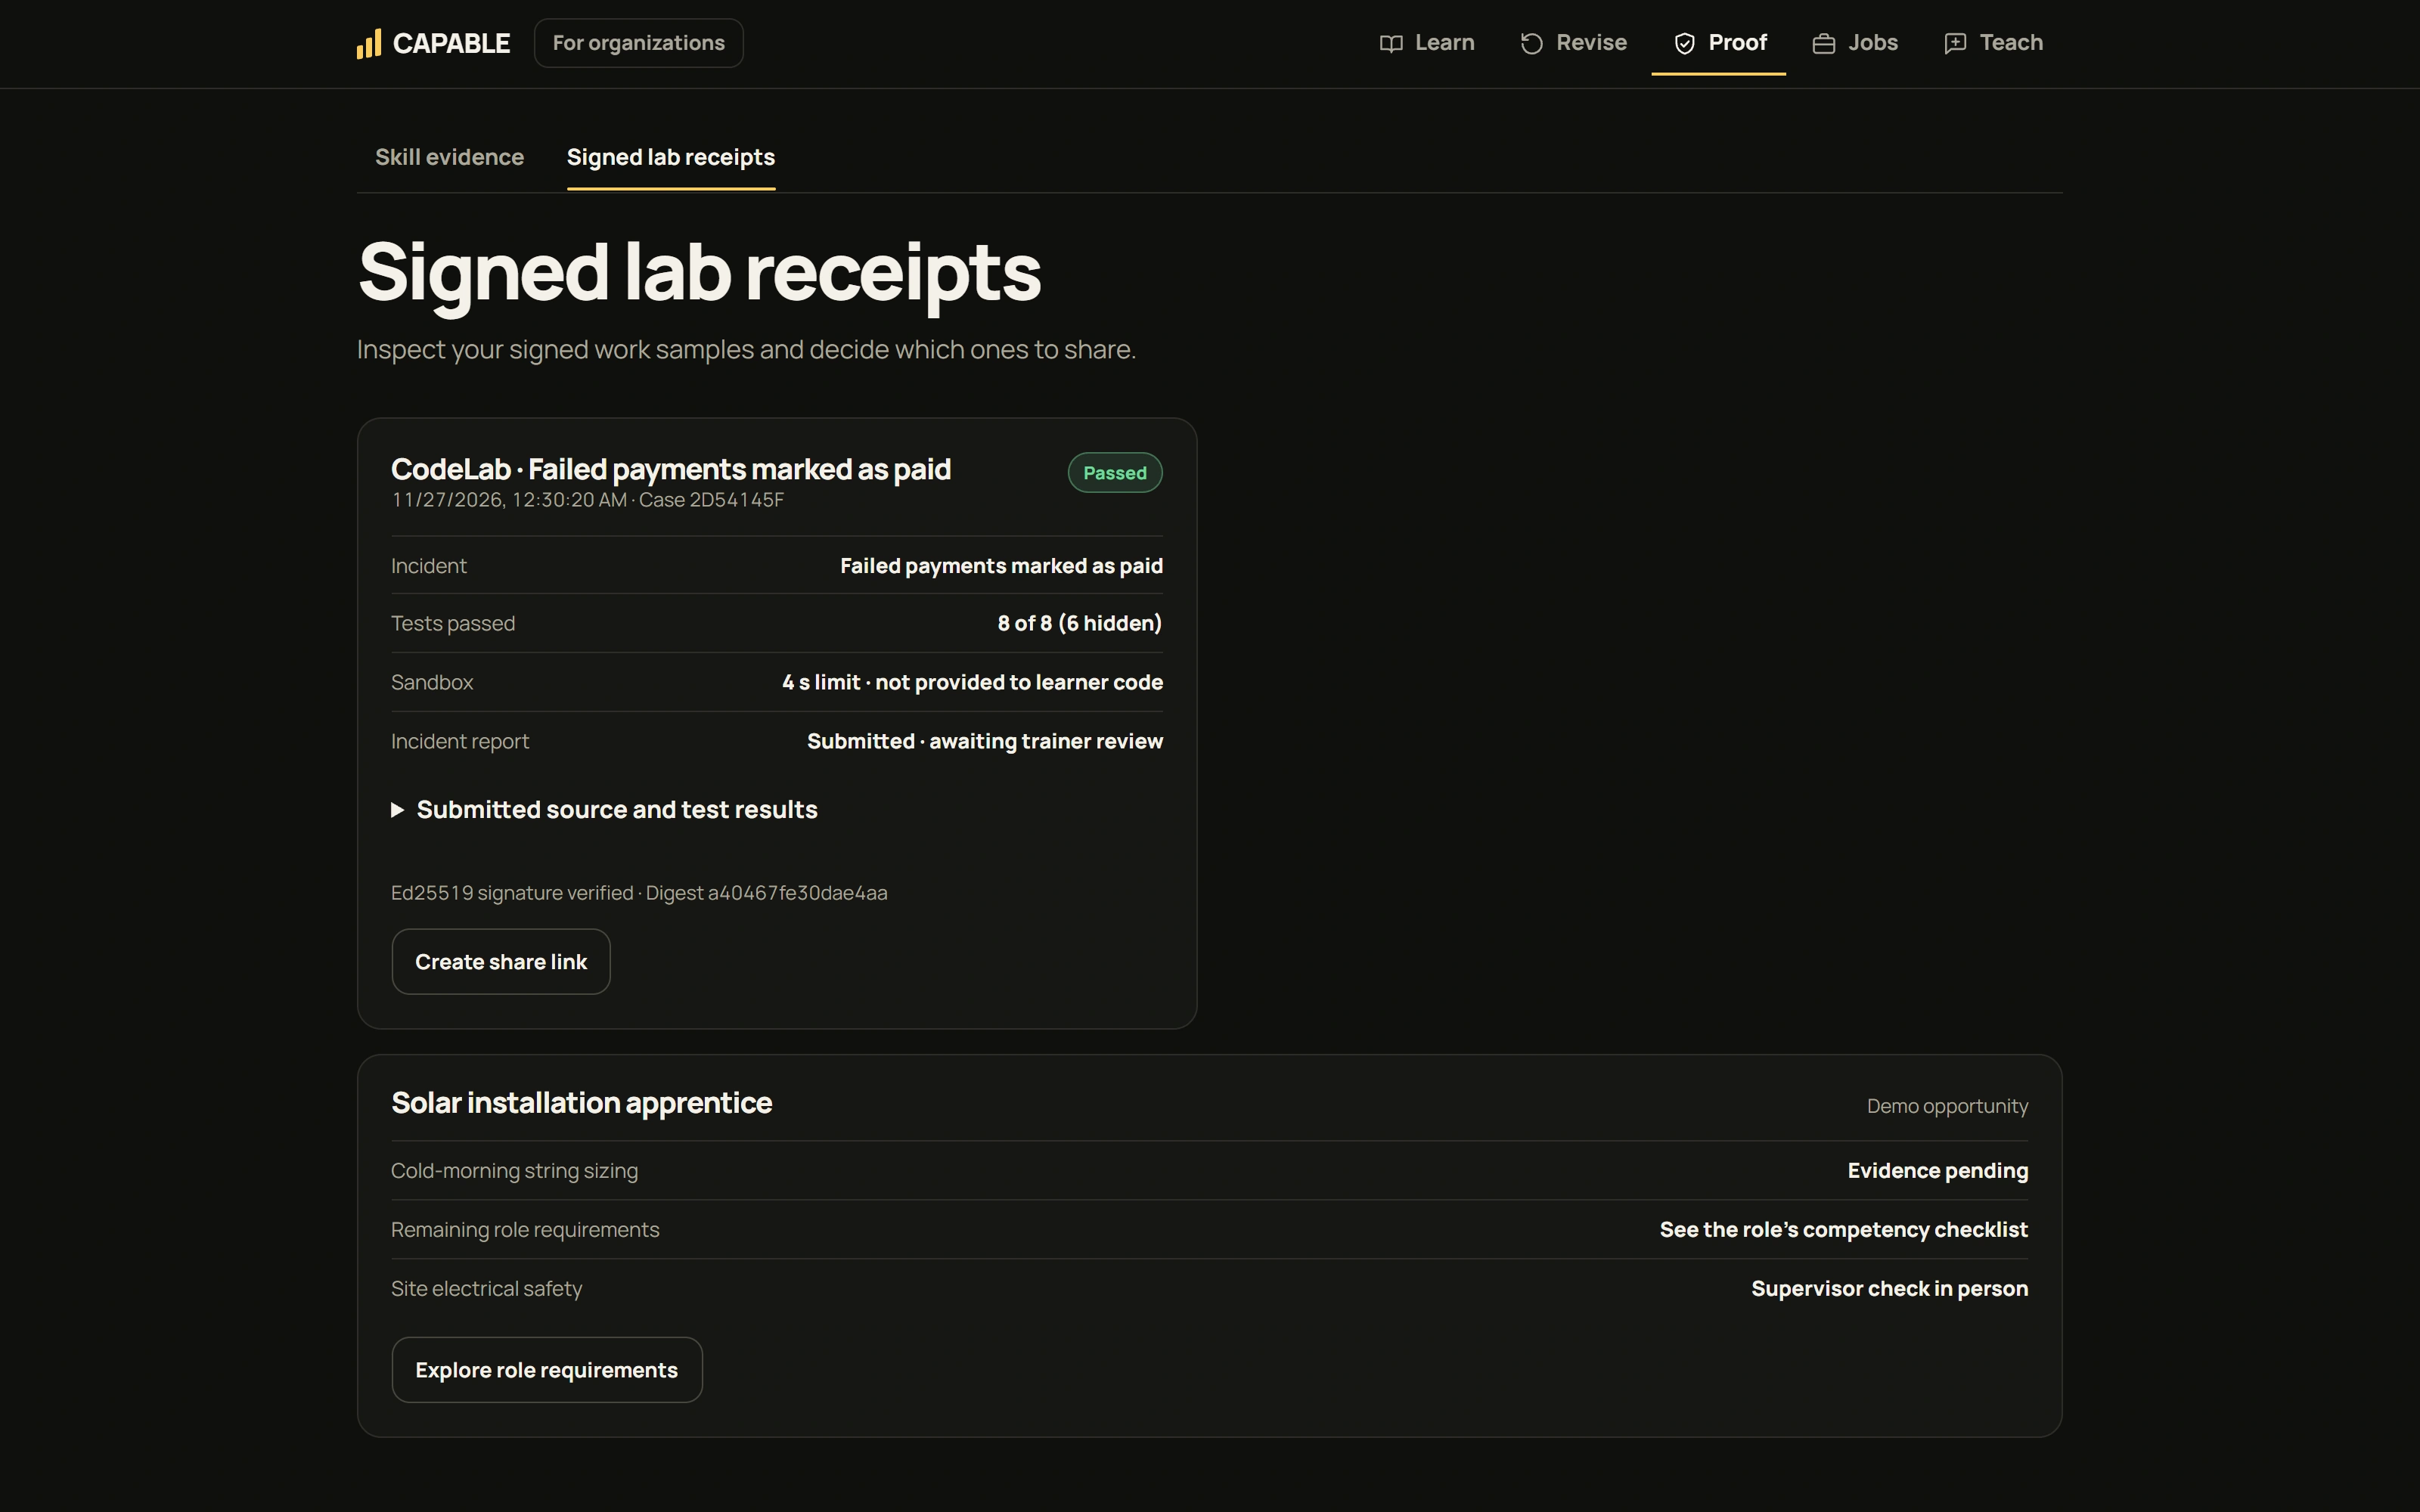 CAPABLE
For organizations
Learn
Revise
Proof
Jobs
Teach
Skill evidence
Signed lab receipts
Signed lab receipts
Inspect your signed work samples and decide which ones to share.
CodeLab · Failed payments marked as paid
Passed
11/27/2026, 12:30:20 AM · Case 2D54145F
Incident Failed payments marked as paid
Tests passed 8 of 8 (6 hidden)
Sandbox 4 s limit · not provided to learner code
Incident report Submitted · awaiting trainer review
Submitted source and test results
Ed25519 signature verified · Digest a40467fe30dae4aa
Create share link
Solar installation apprentice Demo opportunity
Cold-morning string sizing Evidence pending
Remaining role requirements See the role’s competency checklist
Site electrical safety Supervisor check in person
Explore role requirements